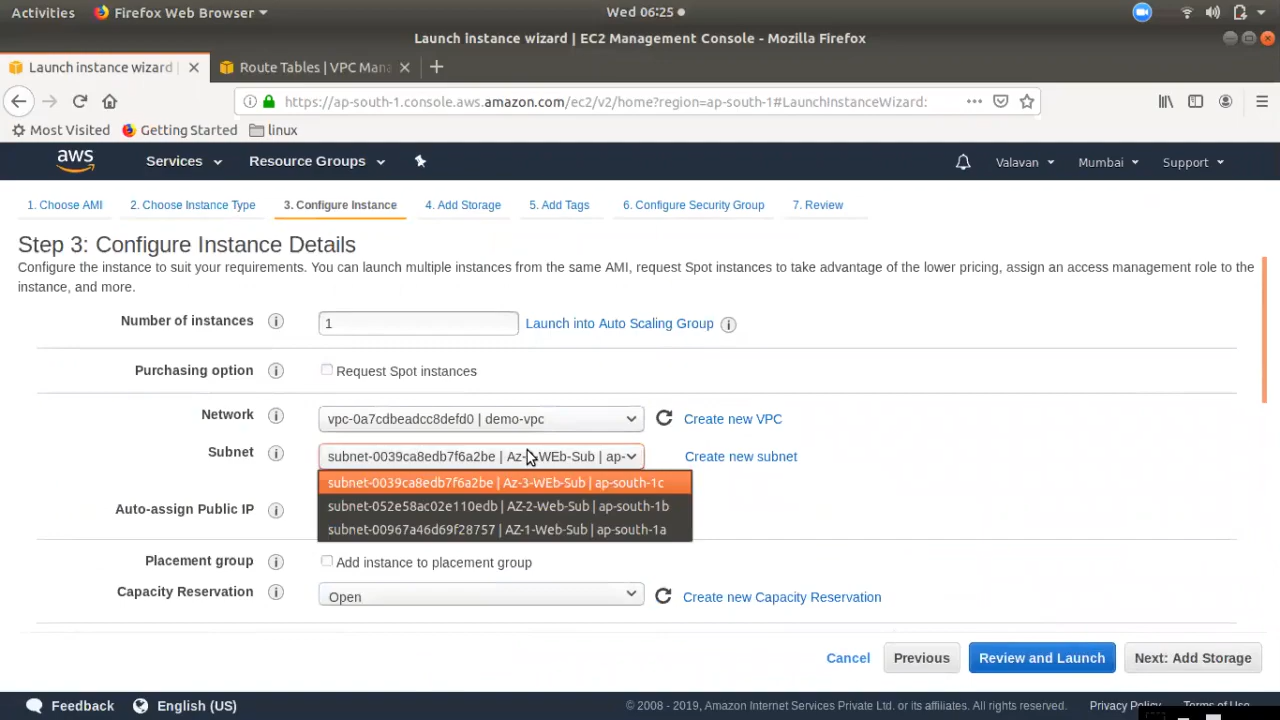 Activities
Firefox Web Browser
Wed 06:25
Launch instance wizard | EC2 Management Console - Mozilla Firefox
Launch instance wizard |
Route Tables | VPC Man
https://ap-south-1.console.aws.amazon.com/ec2/v2/home?region=ap-south-1#LaunchInstanceWizard:
Most Visited
Getting Started
linux
aws
Services
Resource Groups
Valavan
Mumbai
Support
1. Choose AMI
2. Choose Instance Type
3. Configure Instance
4. Add Storage
5. Add Tags
6. Configure Security Group
7. Review
Step 3: Configure Instance Details
Configure the instance to suit your requirements. You can launch multiple instances from the same AMI, request Spot instances to take advantage of the lower pricing, assign an access management role to the
instance, and more.
Number of instances
1
Launch into Auto Scaling Group
Purchasing option
Request Spot instances
Network
vpc-0a7cdbeadcc8defd0 | demo-vpc
Create new VPC
Subnet
subnet-0039ca8edb7f6a2be | Az-3-WEb-Sub | ap-
Create new subnet
subnet-0039ca8edb7f6a2be | Az-3-WEb-Sub | ap-south-1c
subnet-052e58ac02e110edb | AZ-2-Web-Sub | ap-south-1b
subnet-00967a46d69f28757 | AZ-1-Web-Sub | ap-south-1a
Auto-assign Public IP
Placement group
Add instance to placement group
Capacity Reservation
Open
Create new Capacity Reservation
Cancel
Previous
Review and Launch
Next: Add Storage
Feedback
English (US)
© 2008 - 2019, Amazon Internet Services Private Ltd. or its affiliates. All rights reserved.
Privacy Policy
Terms of Use